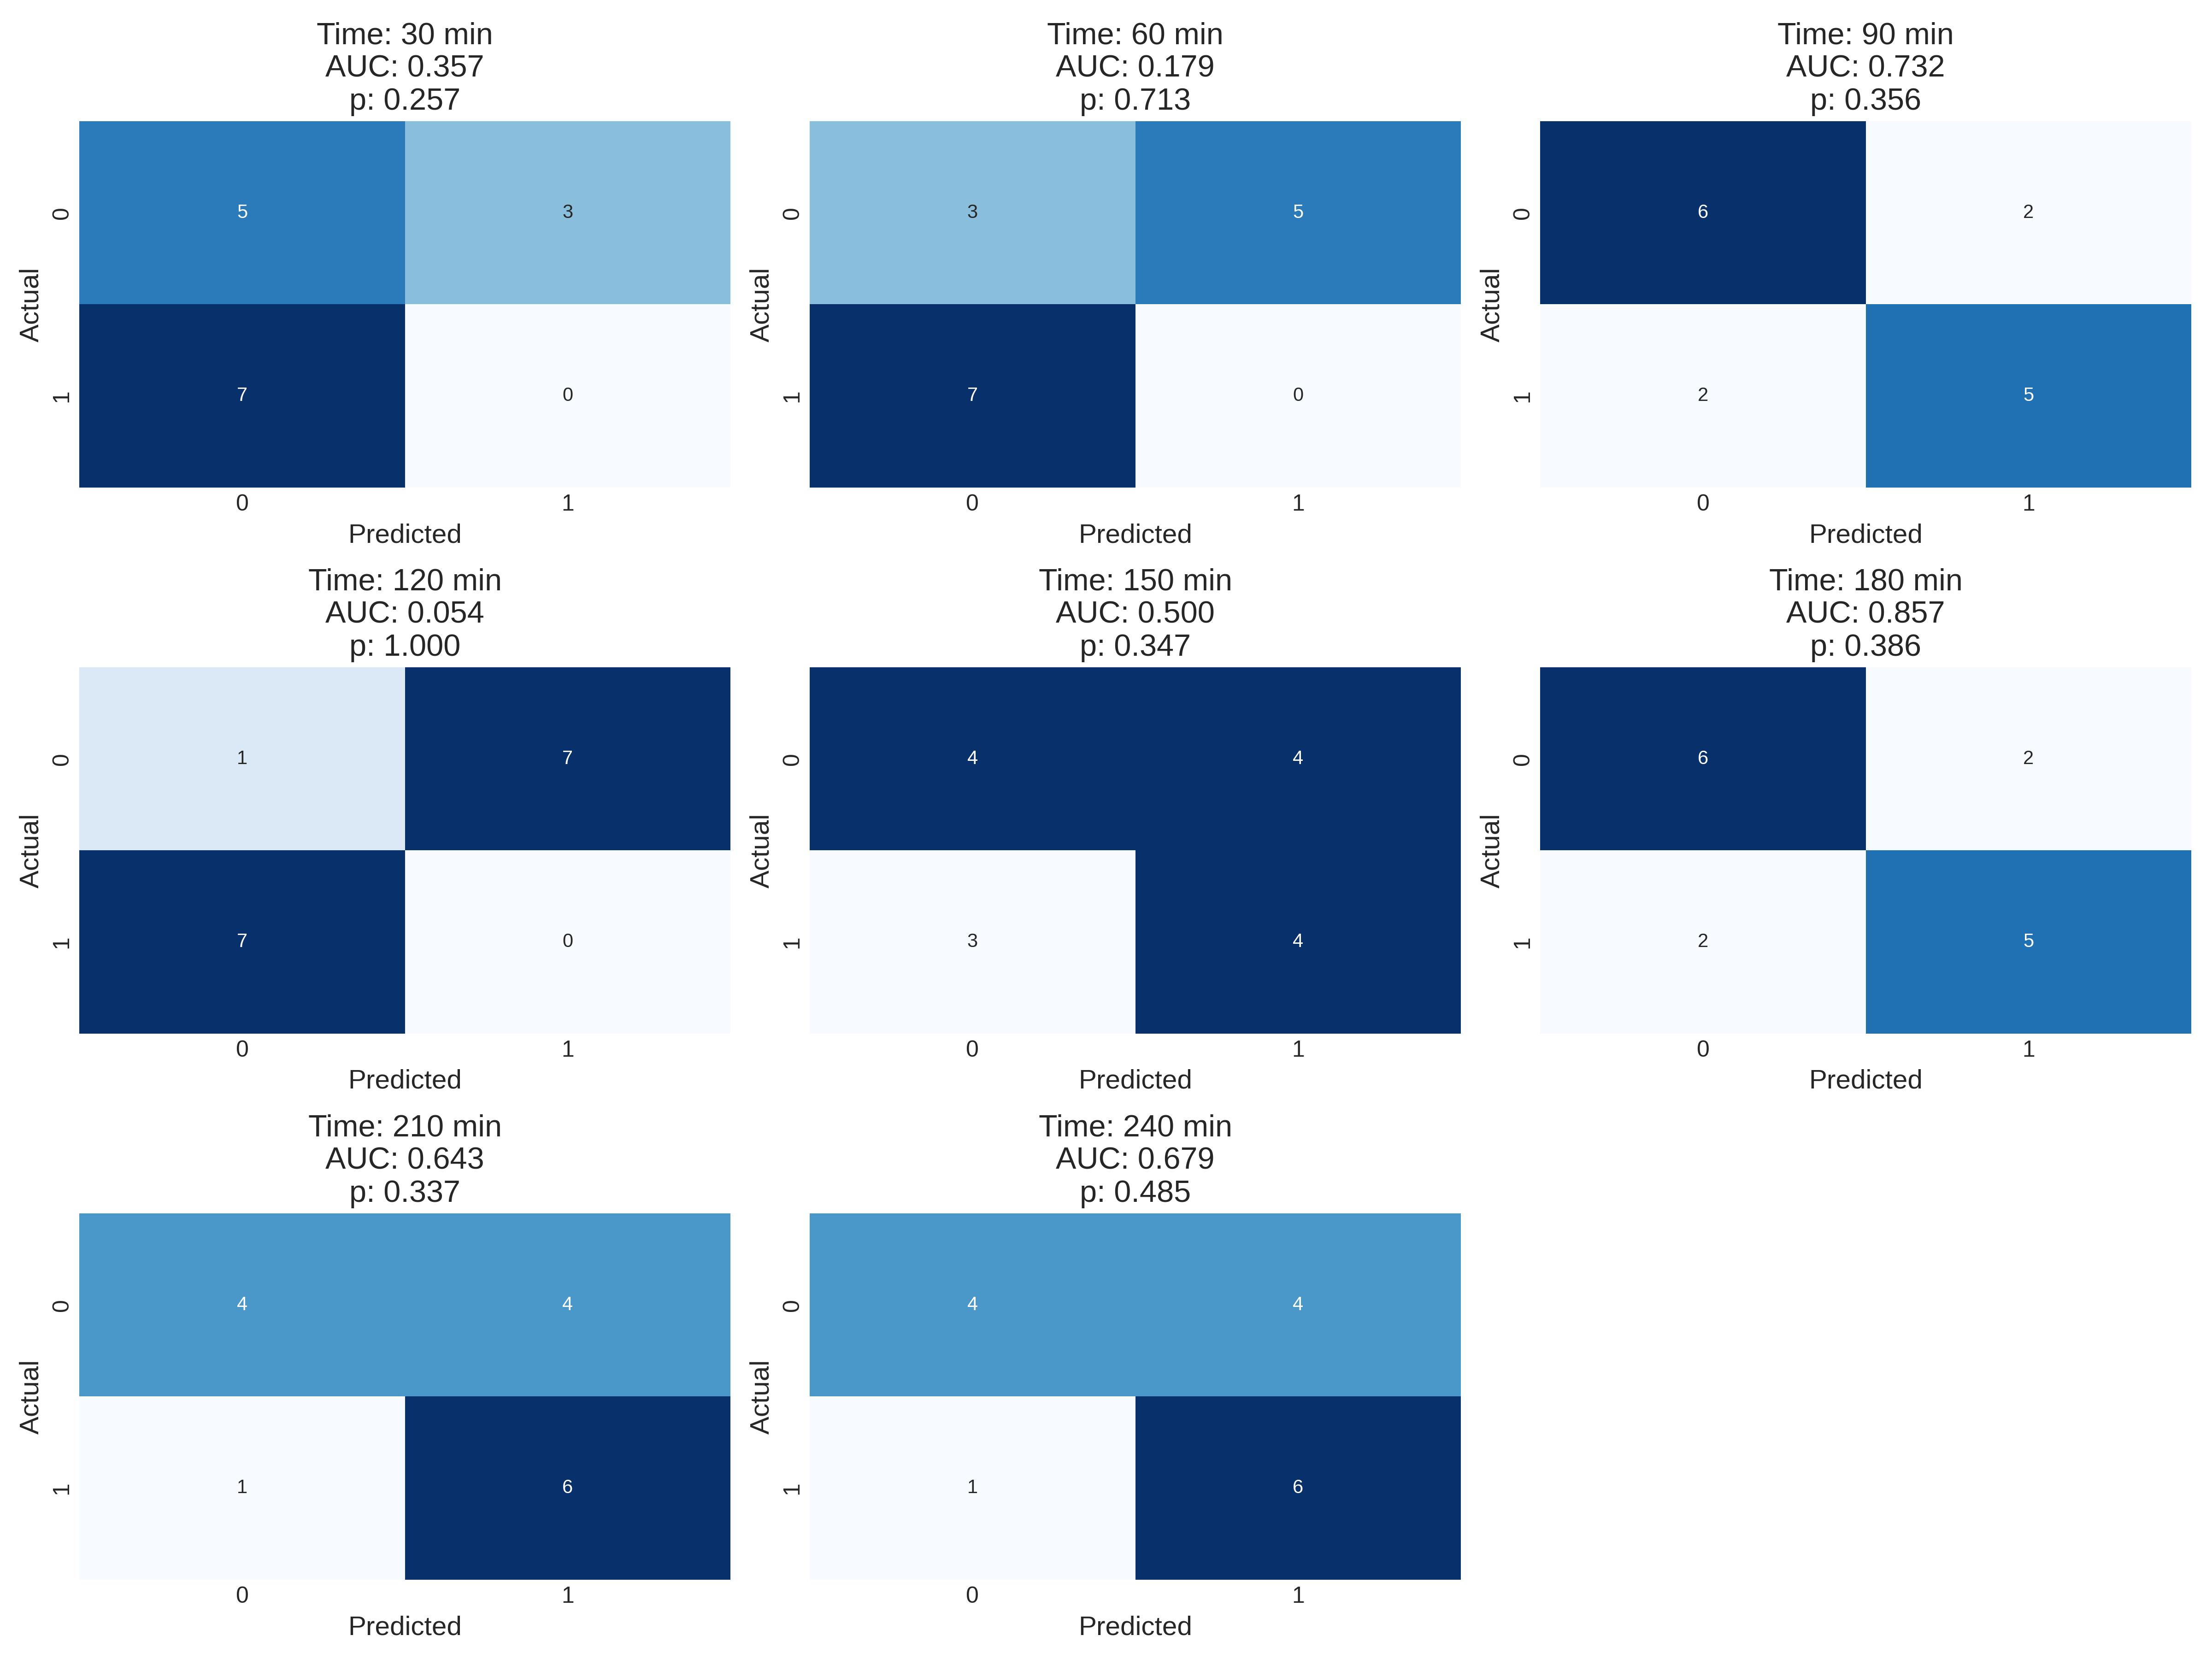 Time: 30 min
AUC: 0.357
p: 0.257
0
5
3
Actual
1
7
0
0
1
Predicted
Time: 60 min
AUC: 0.179
p: 0.713
0
3
5
Actual
1
7
0
0
1
Predicted
Time: 90 min
AUC: 0.732
p: 0.356
0
6
2
Actual
1
2
5
0
1
Predicted
Time: 120 min
AUC: 0.054
p: 1.000
0
1
7
Actual
1
7
0
0
1
Predicted
Time: 150 min
AUC: 0.500
p: 0.347
0
4
4
Actual
1
3
4
0
1
Predicted
Time: 180 min
AUC: 0.857
p: 0.386
0
6
2
Actual
1
2
5
0
1
Predicted
Time: 210 min
AUC: 0.643
p: 0.337
0
4
4
Actual
1
1
6
0
1
Predicted
Time: 240 min
AUC: 0.679
p: 0.485
0
4
4
Actual
1
1
6
0
1
Predicted